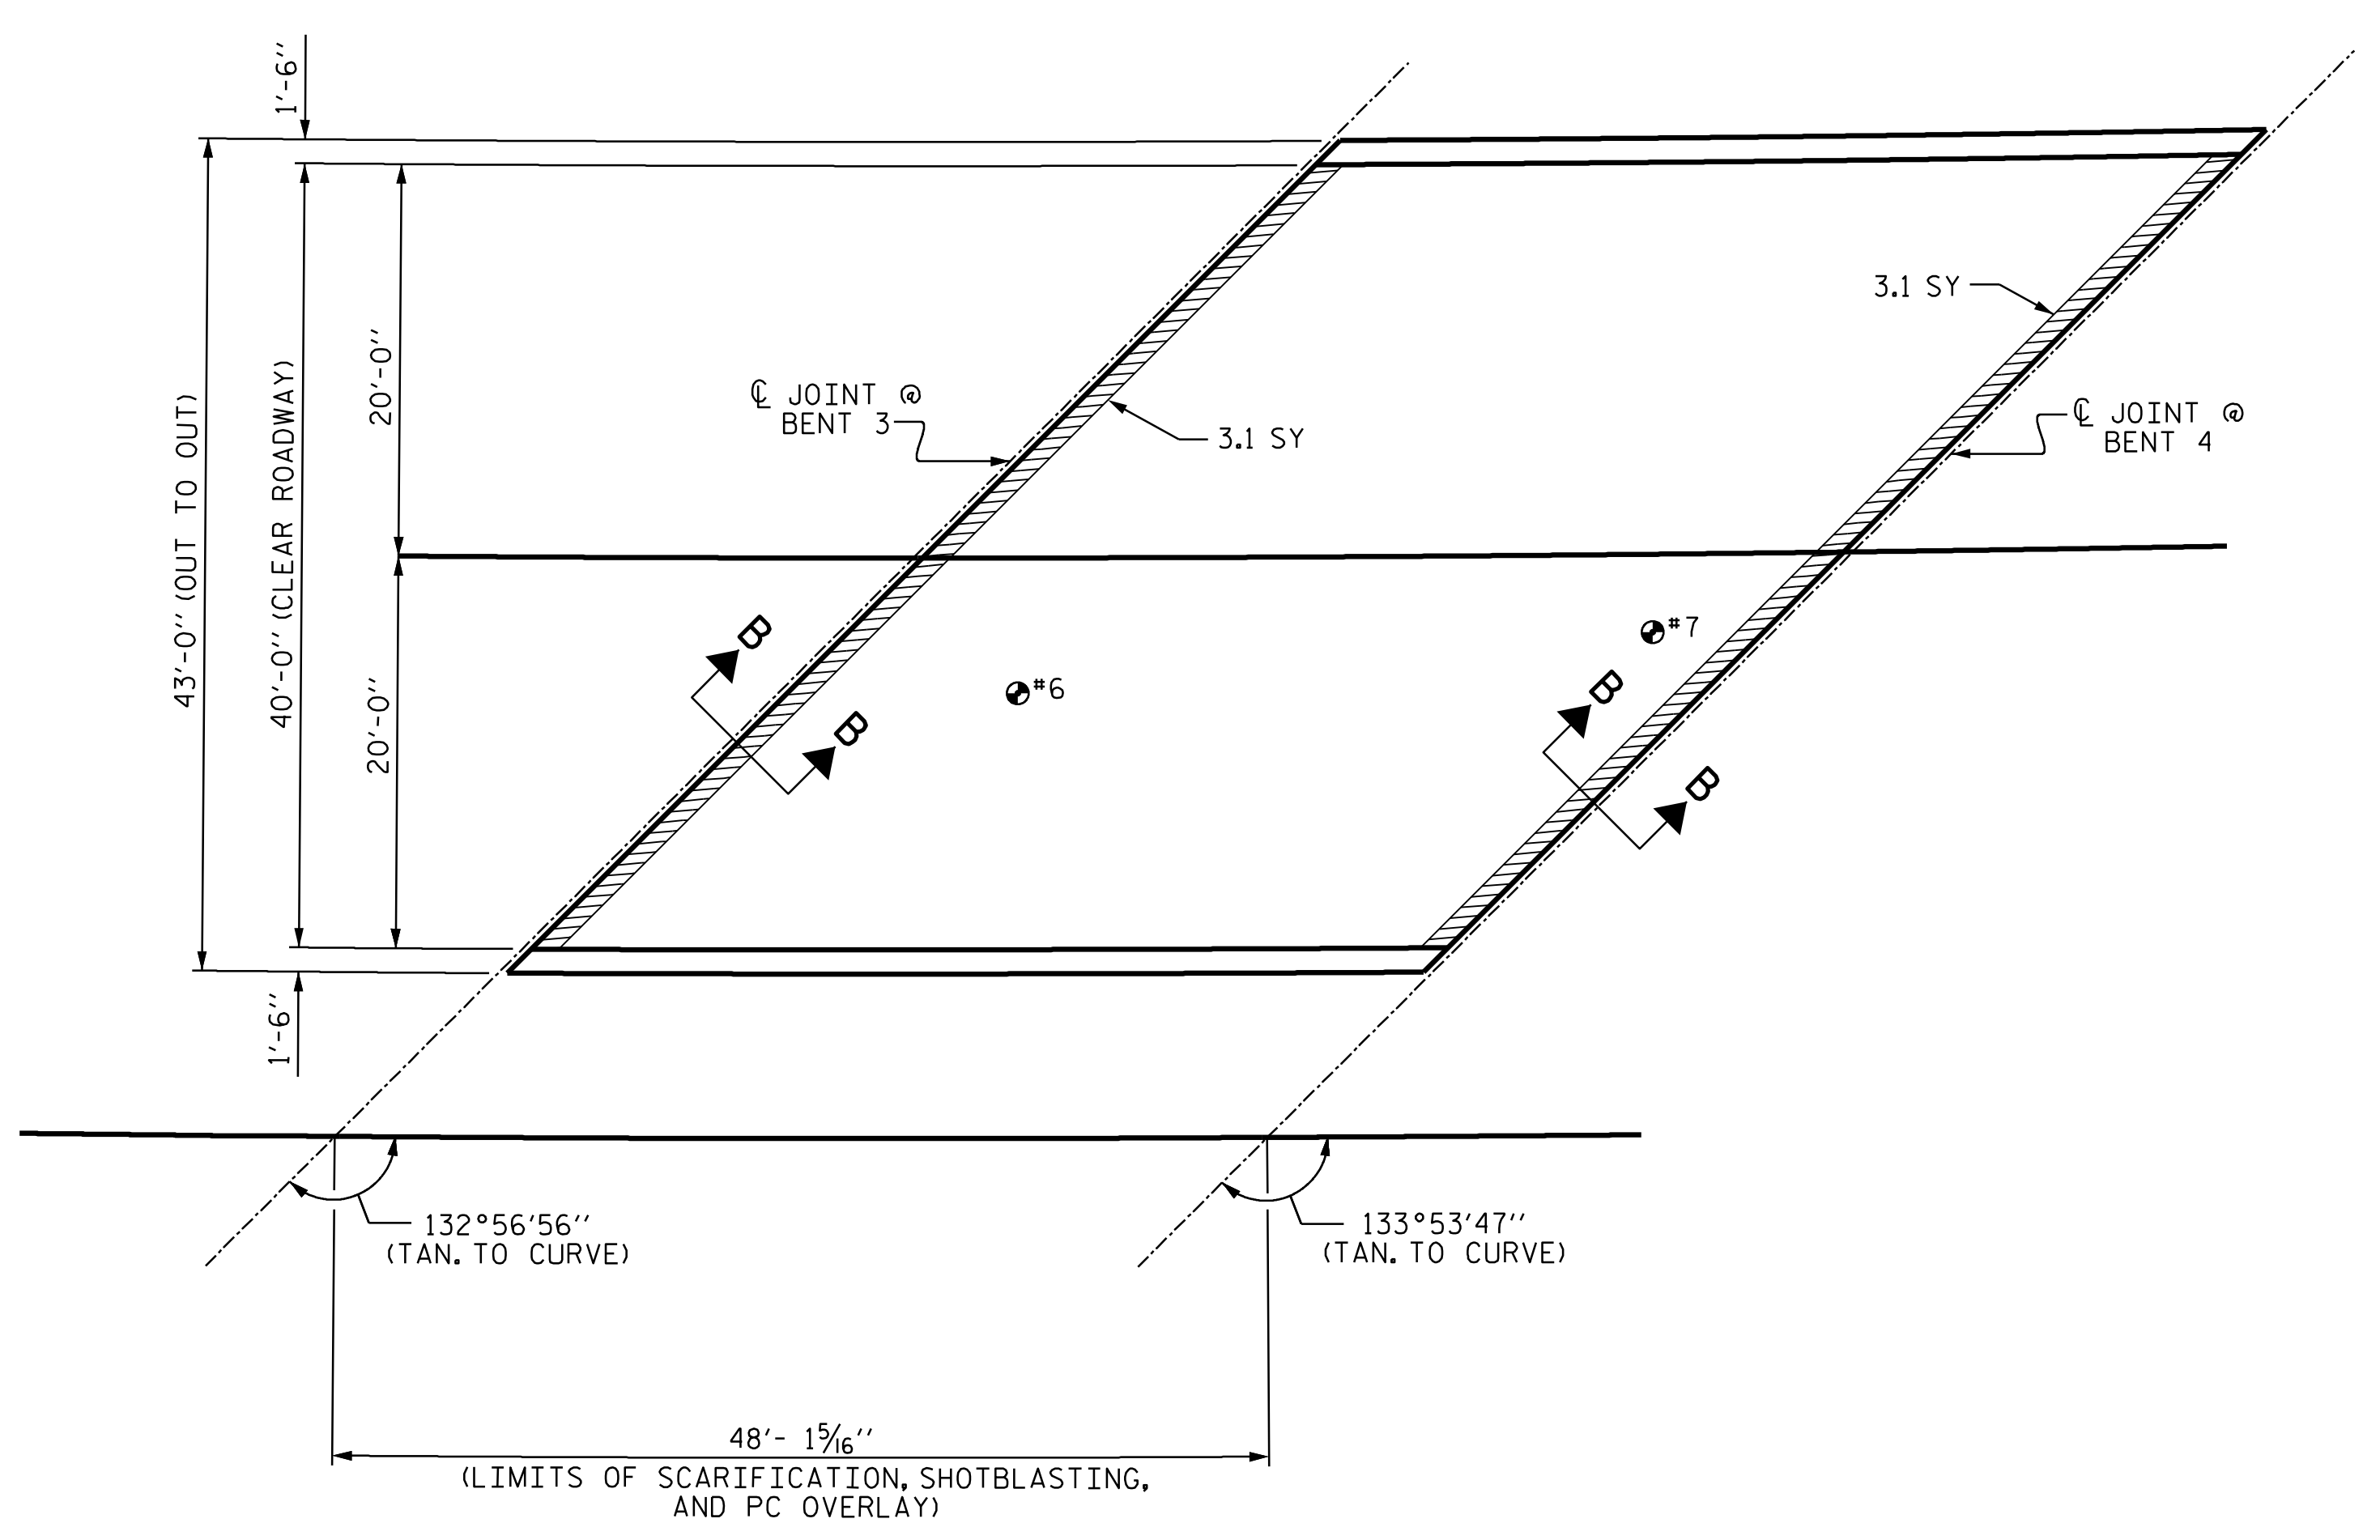 1'-6"
43'-0" (OUT TO OUT)
40'-0" (CLEAR ROADWAY)
20'-0"
20'-0"
1'-6"
℄ JOINT @
BENT 3
3.1 SY
3.1 SY
℄ JOINT @
BENT 4
B
B
#6
#7
B
B
132°56'56"
(TAN. TO CURVE)
133°53'47"
(TAN. TO CURVE)
48'- 1 5/16"
(LIMITS OF SCARIFICATION, SHOTBLASTING,
AND PC OVERLAY)